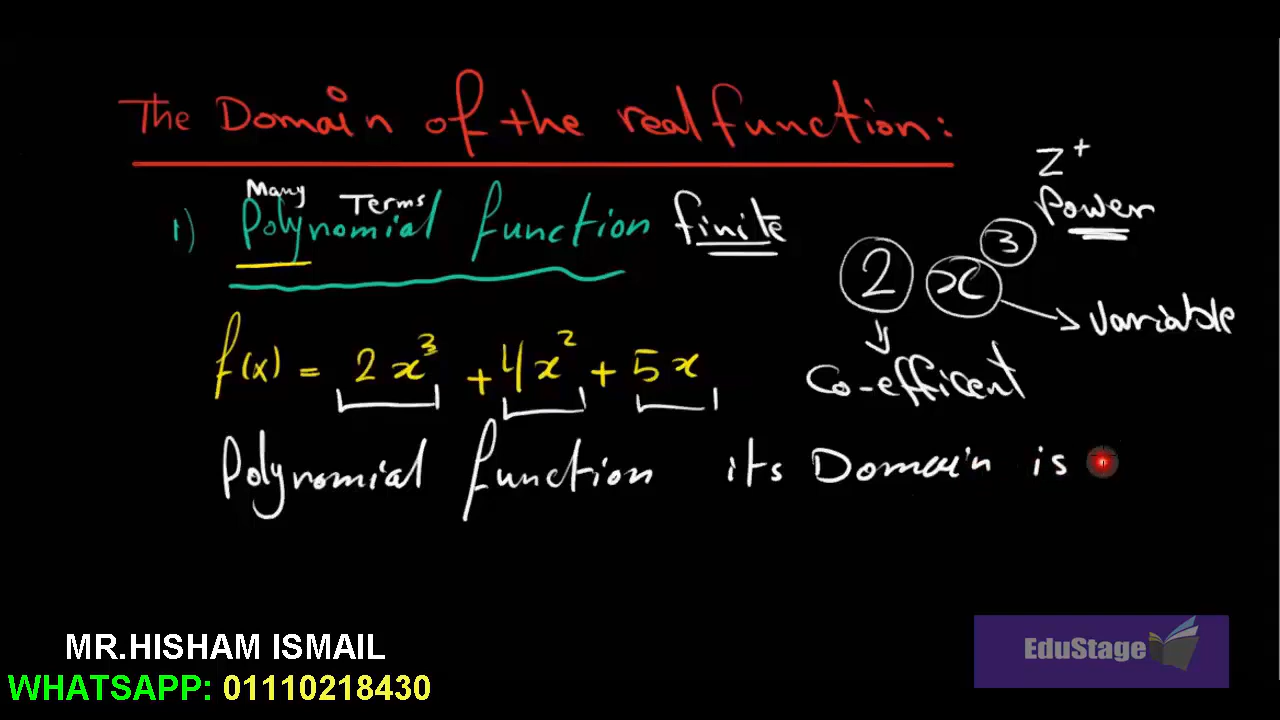 The Domain of the real function:
Many Terms
1) Polynomial function finite
Z+
Power
2 x 3
variable
Co-efficent
f(x) = 2x³ + 4x² + 5x
Polynomial function its Domain is
MR.HISHAM ISMAIL
WHATSAPP: 01110218430
EduStage